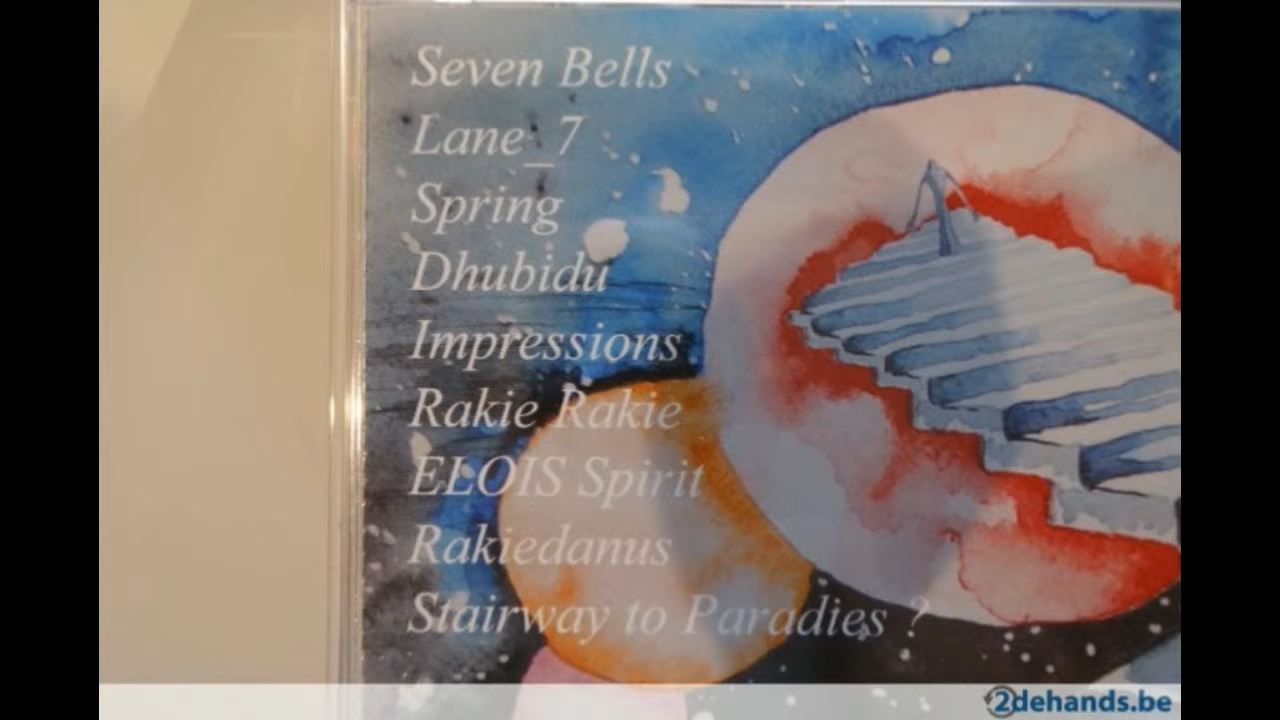 Seven Bells
Lane_7
Spring
Dhubidu
Impressions
Rakie Rakie
ELOIS Spirit
Rakiedanus
Stairway to Paradies ?
2dehands.be